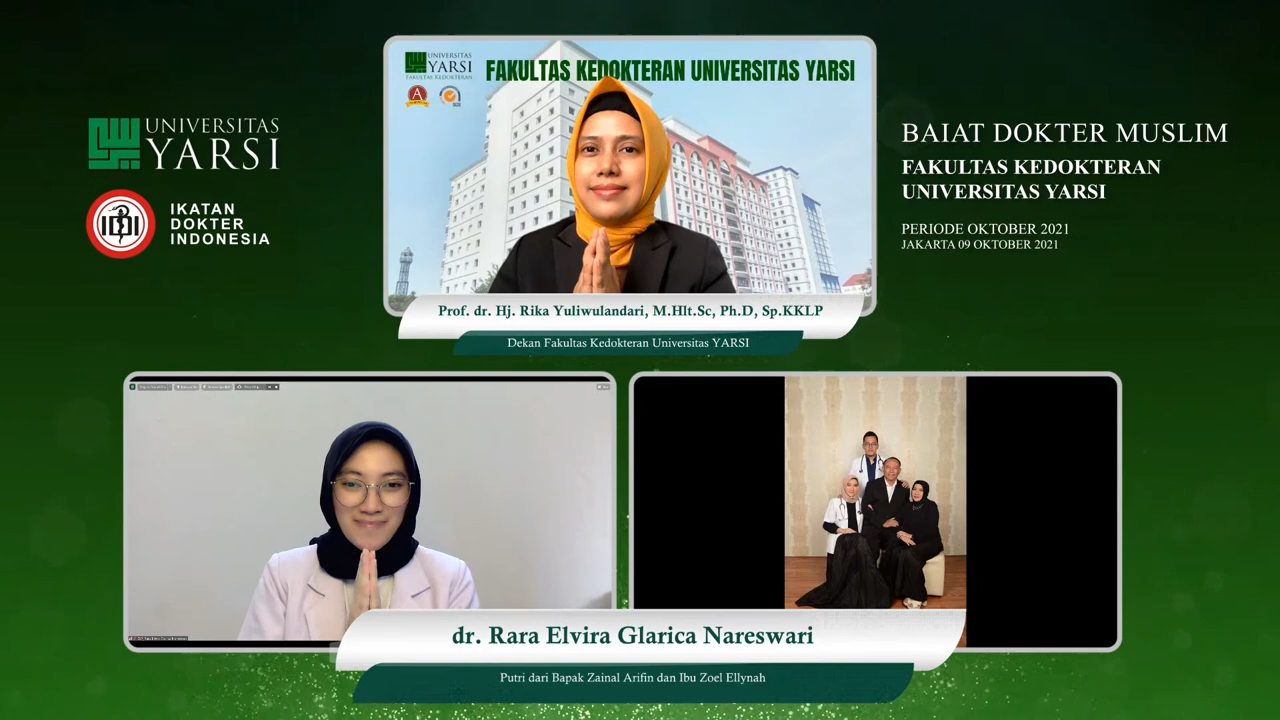 UNIVERSITAS
YARSI
IKATAN
DOKTER
INDONESIA
UNIVERSITAS
YARSI
FAKULTAS KEDOKTERAN
A
FAKULTAS KEDOKTERAN UNIVERSITAS YARSI
Prof. dr. Hj. Rika Yuliwulandari, M.Hlt.Sc, Ph.D, Sp.KKLP
Dekan Fakultas Kedokteran Universitas YARSI
BAIAT DOKTER MUSLIM
FAKULTAS KEDOKTERAN
UNIVERSITAS YARSI
PERIODE OKTOBER 2021
JAKARTA 09 OKTOBER 2021
dr. Rara Elvira Glarica Nareswari
Putri dari Bapak Zainal Arifin dan Ibu Zoel Ellynah